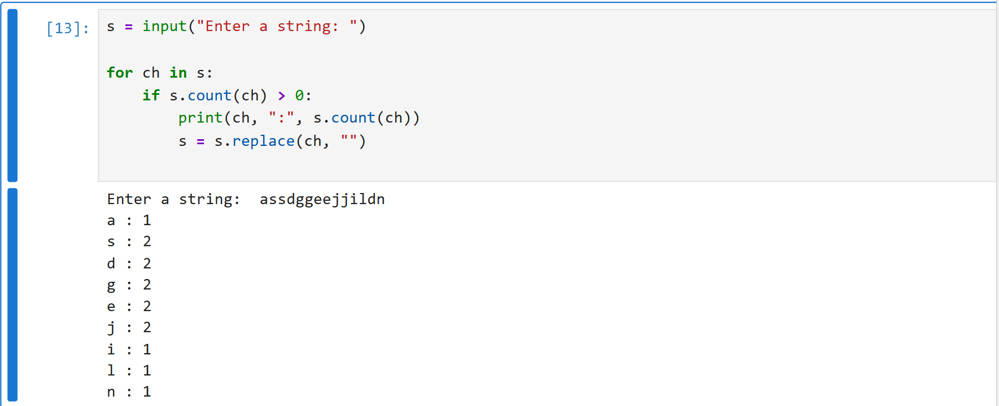 [13]: s = input("Enter a string: ")
for ch in s:
    if s.count(ch) > 0:
        print(ch, ":", s.count(ch))
        s = s.replace(ch, "")
Enter a string:  assdggeejjildn
a : 1
s : 2
d : 2
g : 2
e : 2
j : 2
i : 1
l : 1
n : 1